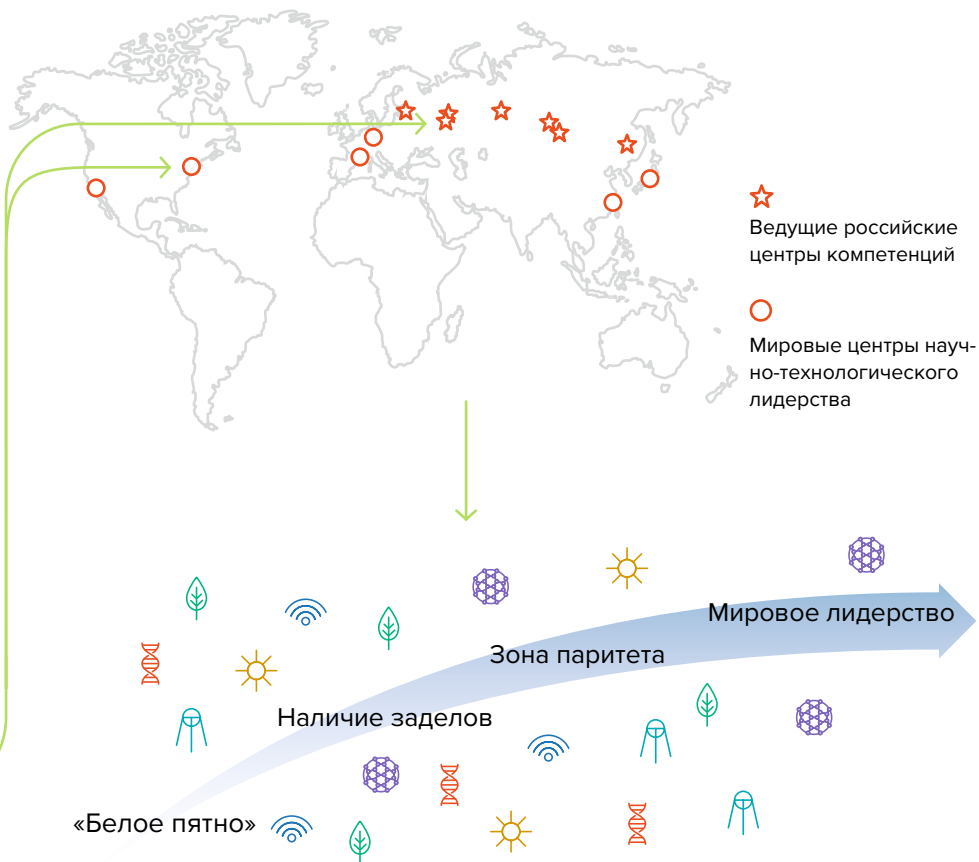 Ведущие российские
центры компетенций
Мировые центры науч-
но-технологического
лидерства
Мировое лидерство
Зона паритета
Наличие заделов
«Белое пятно»